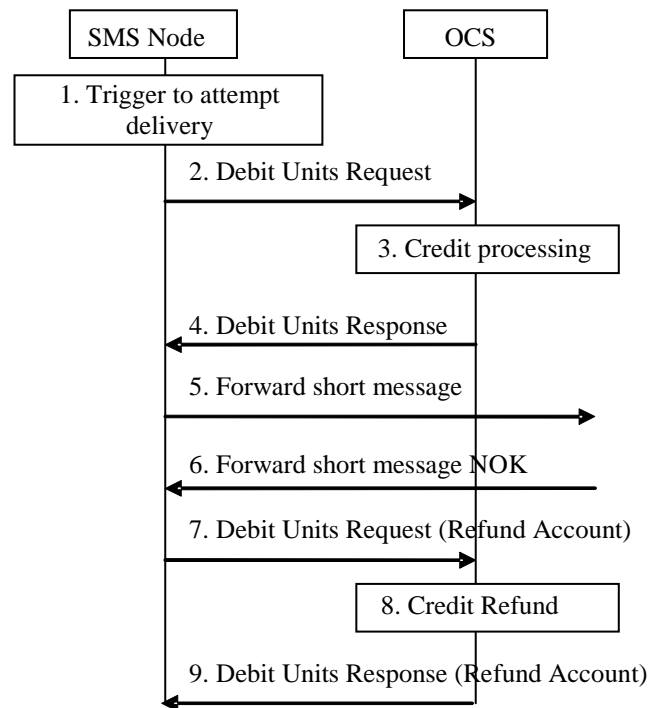 SMS Node
OCS
1. Trigger to attempt
delivery
2. Debit Units Request
3. Credit processing
4. Debit Units Response
5. Forward short message
6. Forward short message NOK
7. Debit Units Request (Refund Account)
8. Credit Refund
9. Debit Units Response (Refund Account)